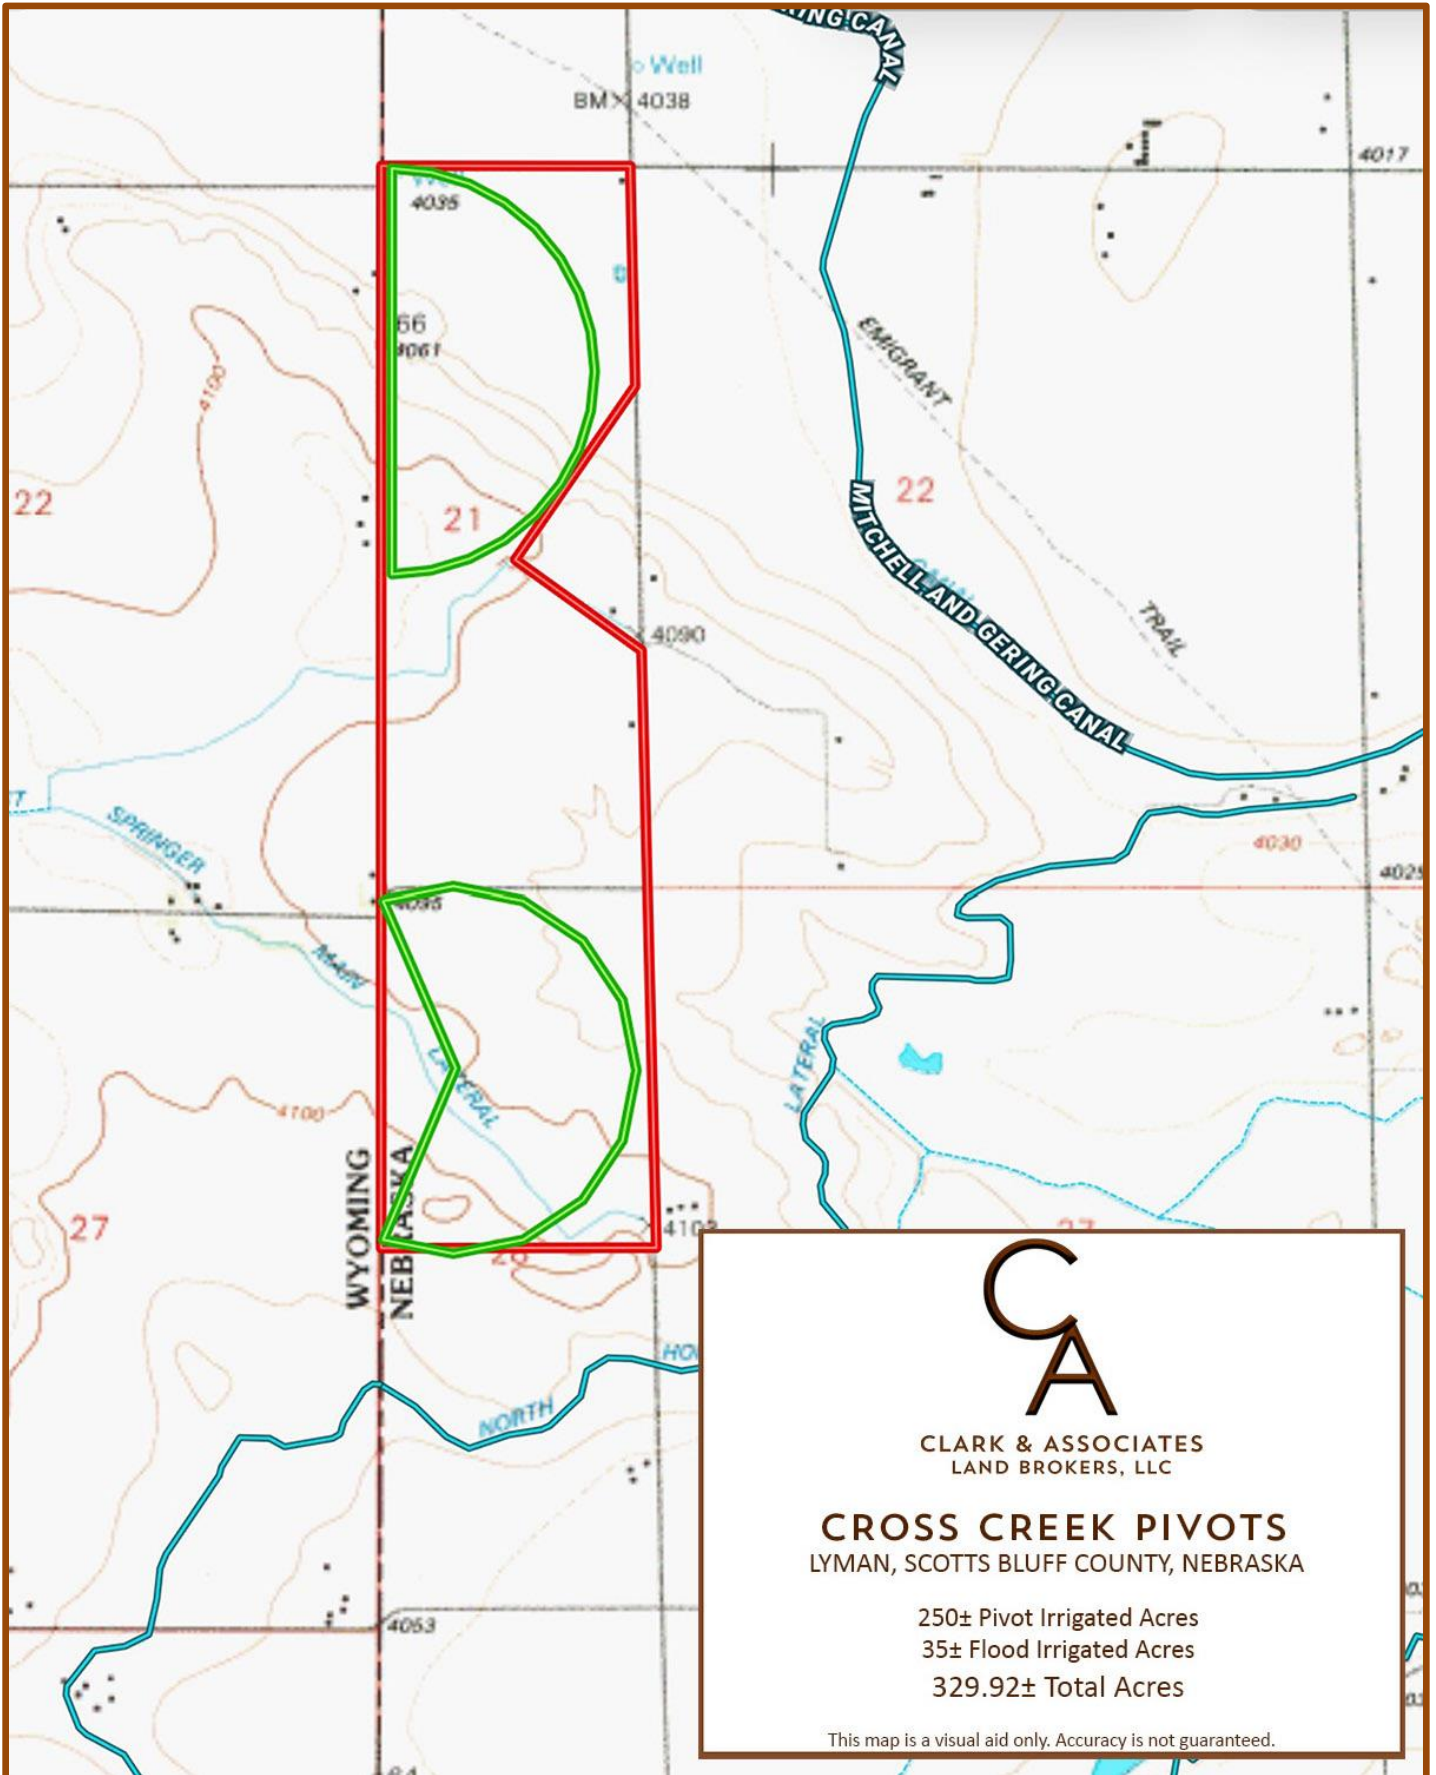 Well
BM × 4038
4017
4035
66
4061
EMIGRANT
4100
22
22
21
MITCHELL AND GERING CANAL
TRAIL
4090
SPRINGER
4030
4095
MAIN
LATERAL
LATERAL
4100
WYOMING
NEBRASKA
27
NORTH
4053
CA
CLARK & ASSOCIATES
LAND BROKERS, LLC
CROSS CREEK PIVOTS
LYMAN, SCOTTS BLUFF COUNTY, NEBRASKA
250± Pivot Irrigated Acres
35± Flood Irrigated Acres
329.92± Total Acres
This map is a visual aid only. Accuracy is not guaranteed.